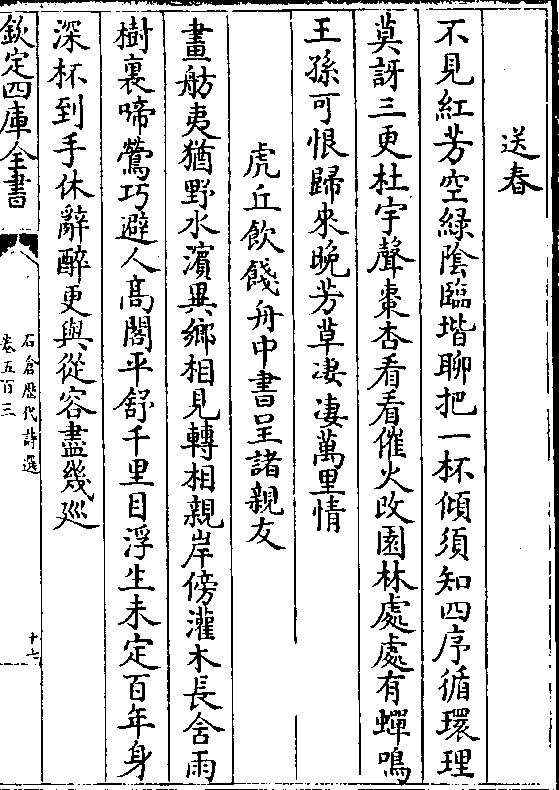 送春
不見紅芳空緑陰臨堦聊把一杯傾須知四序循環理
莫訝三更杜宇聲棗杏看看催火改園林處處有蟬鳴
王孫可恨歸來晚芳草凄凄萬里情
虎丘飲餞舟中書呈諸親友
畫舫夷猶野水濵異鄉相見轉相親岸傍灌木長含雨
樹裏啼鶯巧避人髙閣平舒千里目浮生未定百年身
深杯到手休辭醉更與從容盡幾廵
欽定四庫全書
石倉歴代詩選
卷五百三
十七